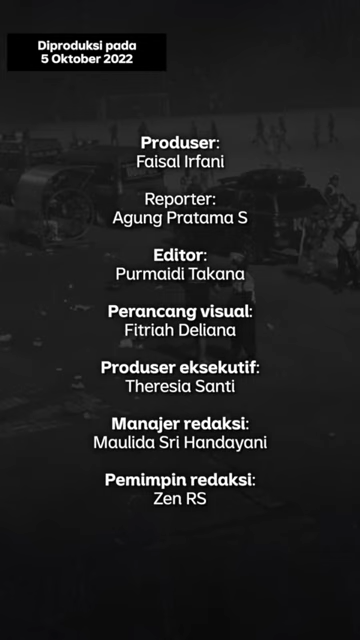 Diproduksi pada
5 Oktober 2022
Produser:
Faisal Irfani
Reporter:
Agung Pratama S
Editor:
Purmaidi Takana
Perancang visual:
Fitriah Deliana
Produser eksekutif:
Theresia Santi
Manajer redaksi:
Maulida Sri Handayani
Pemimpin redaksi:
Zen RS